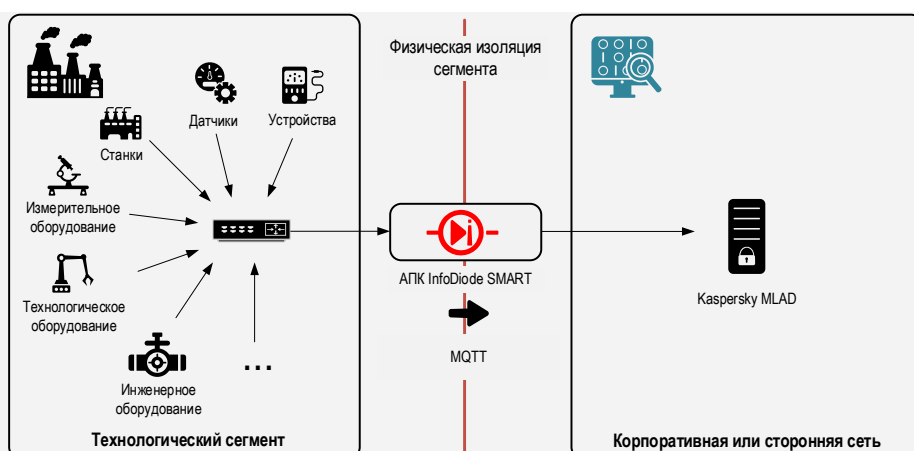 Физическая изоляция
сегмента
Датчики
Устройства
Станки
Измерительное
оборудование
Технологическое
оборудование
Инженерное
оборудование
...
Технологический сегмент
АПК InfoDiode SMART
MQTT
Kaspersky MLAD
Корпоративная или сторонняя сеть